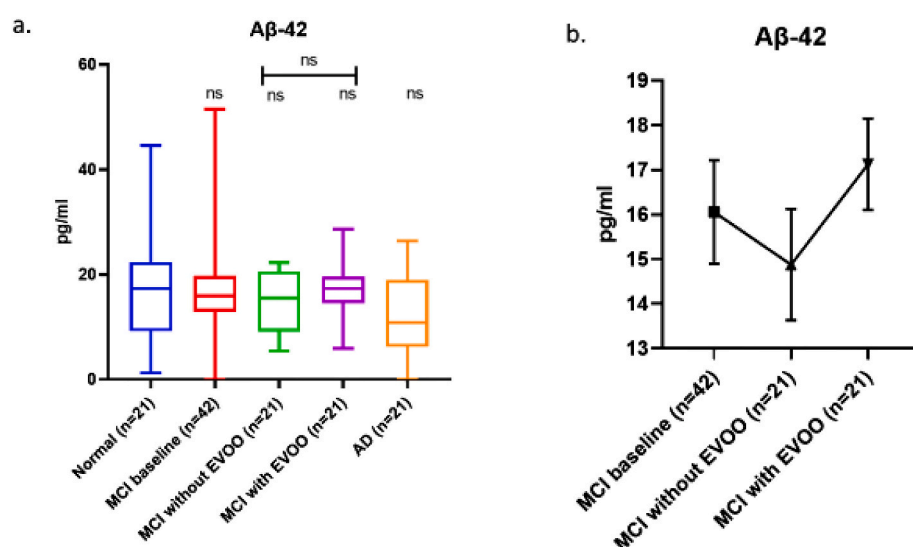 a.
Aβ-42
ns
ns
ns
ns
ns
60
40
20
0
pg/ml
Normal (n=21)
MCI baseline (n=42)
MCI without EVOO (n=21)
MCI with EVOO (n=21)
AD (n=21)
b.
Aβ-42
19
18
17
16
15
14
13
pg/ml
MCI baseline (n=42)
MCI without EVOO (n=21)
MCI with EVOO (n=21)